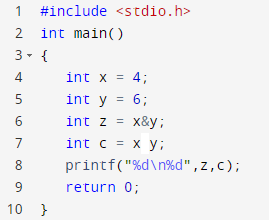 1 #include <stdio.h>
2 int main()
3 {
4 int x = 4;
5 int y = 6;
6 int z = x&y;
7 int c = x y;
8 printf("%d\n%d",z,c);
9 return 0;
10 }